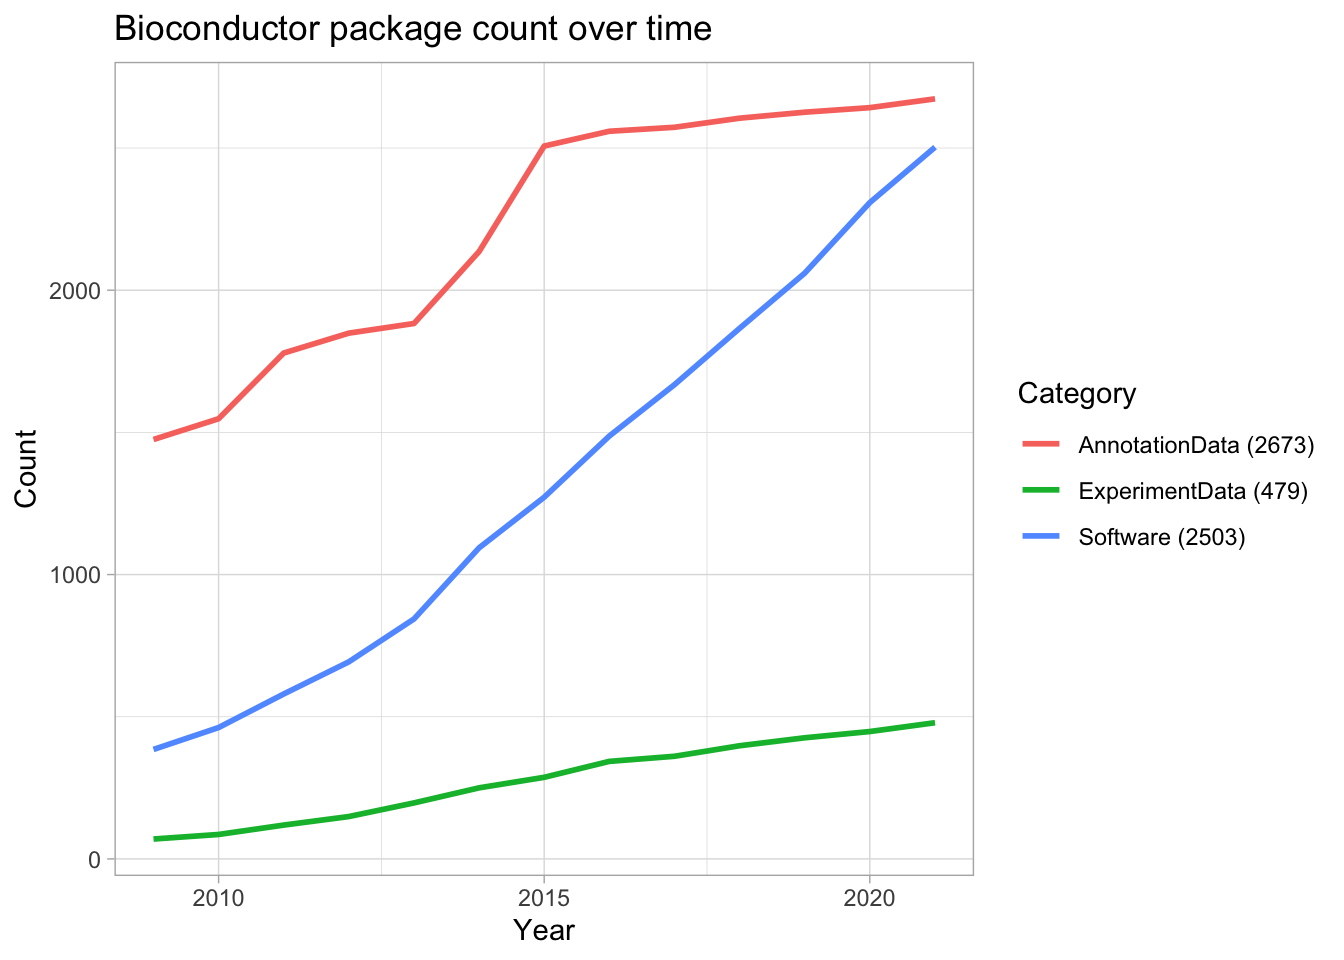 Bioconductor package count over time
Count
2000
1000
0
2010
2015
2020
Year
Category
AnnotationData (2673)
ExperimentData (479)
Software (2503)